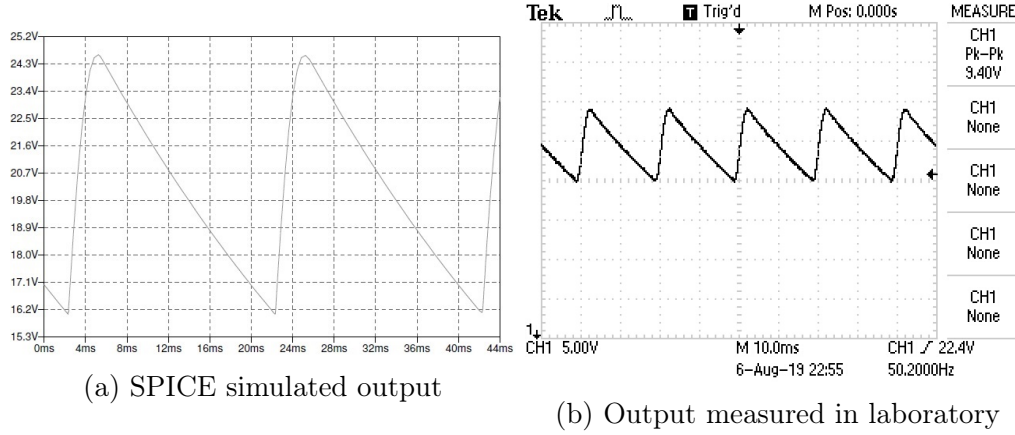 25.2V
24.3V
23.4V
22.5V
21.6V
20.7V
19.8V
18.9V
18.0V
17.1V
16.2V
15.3V
0ms 4ms 8ms 12ms 16ms 20ms 24ms 28ms 32ms 36ms 40ms 44ms
(a) SPICE simulated output
Tek T Trig'd M Pos: 0.000s MEASURE
CH1
Pk-Pk
9.40V
CH1
None
CH1
None
CH1
None
CH1
None
1
CH1 5.00V M 10.0ms CH1 / 22.4V
6-Aug-19 22:55 50.2000Hz
(b) Output measured in laboratory